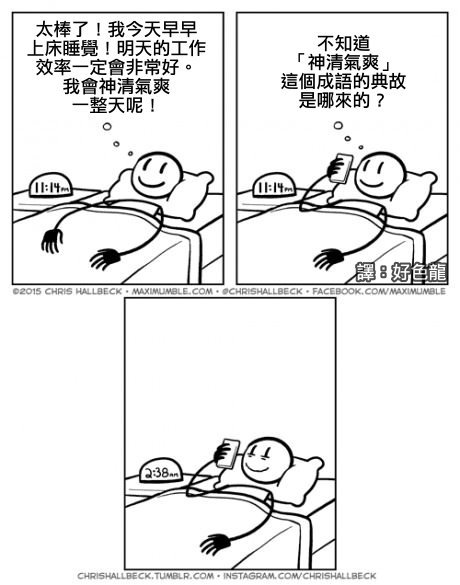 太棒了！我今天早早
上床睡覺！明天的工作
效率一定會非常好。
我會神清氣爽
一整天呢！
11:14PM
不知道
「神清氣爽」
這個成語的典故
是哪來的？
11:14PM
譯：好色龍
©2015 CHRIS HALLBECK • MAXIMUMBLE.COM • @CHRISHALLBECK • FACEBOOK.COM/MAXIMUMBLE
2:38AM
CHRISHALLBECK.TUMBLR.COM • INSTAGRAM.COM/CHRISHALLBECK